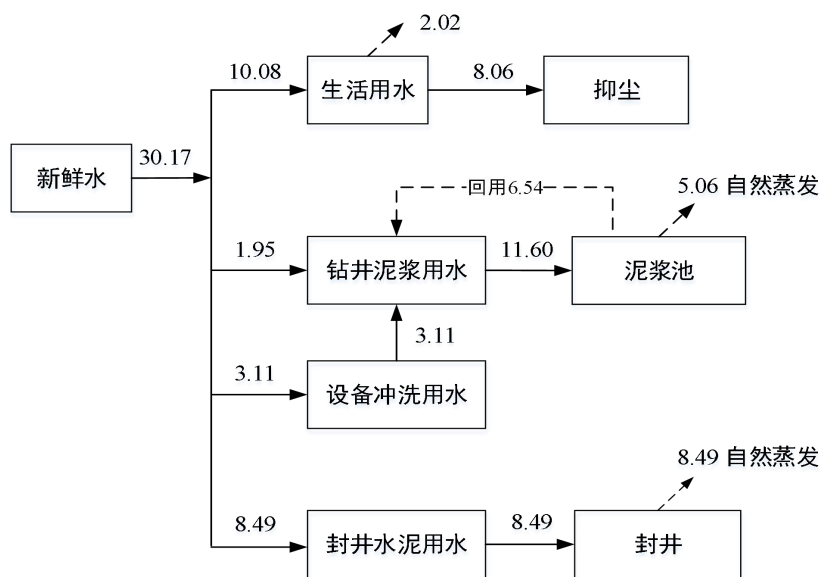 2.02
10.08
生活用水
8.06
抑尘
新鲜水
30.17
回用6.54
5.06 自然蒸发
1.95
钻井泥浆用水
11.60
泥浆池
3.11
3.11
设备冲洗用水
8.49 自然蒸发
8.49
封井水泥用水
8.49
封井